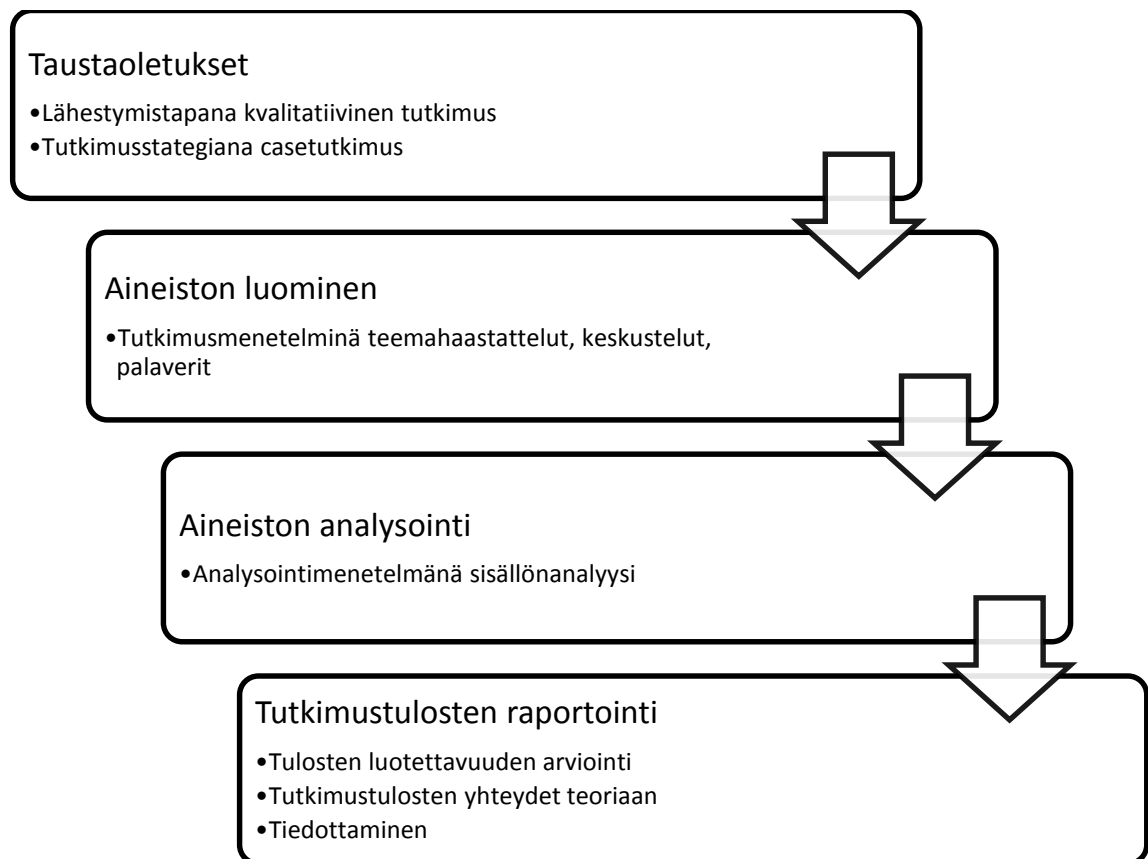 Taustaoletukset
•Lähestymistapana kvalitatiivinen tutkimus
•Tutkimusstategiana casetutkimus
Aineiston luominen
•Tutkimusmenetelminä teemahaastattelut, keskustelut,
palaverit
Aineiston analysointi
•Analysointimenetelmänä sisällönanalyysi
Tutkimustulosten raportointi
•Tulosten luotettavuuden arviointi
•Tutkimustulosten yhteydet teoriaan
•Tiedottaminen